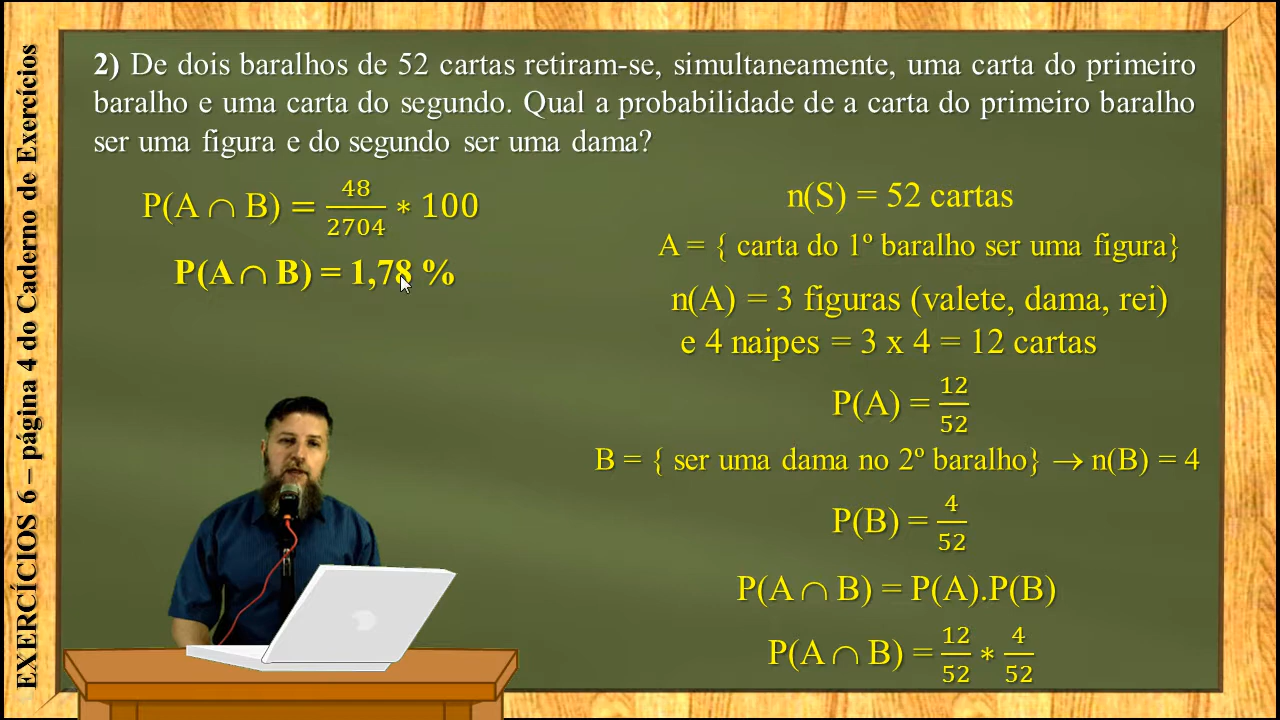 EXERCÍCIOS 6 – página 4 do Caderno de Exercícios
2) De dois baralhos de 52 cartas retiram-se, simultaneamente, uma carta do primeiro
baralho e uma carta do segundo. Qual a probabilidade de a carta do primeiro baralho
ser uma figura e do segundo ser uma dama?
P(A ∩ B) = 48/2704 ∗ 100
P(A ∩ B) = 1,78 %
n(S) = 52 cartas
A = { carta do 1º baralho ser uma figura}
n(A) = 3 figuras (valete, dama, rei)
e 4 naipes = 3 x 4 = 12 cartas
P(A) = 12/52
B = { ser uma dama no 2º baralho} → n(B) = 4
P(B) = 4/52
P(A ∩ B) = P(A).P(B)
P(A ∩ B) = 12/52 ∗ 4/52